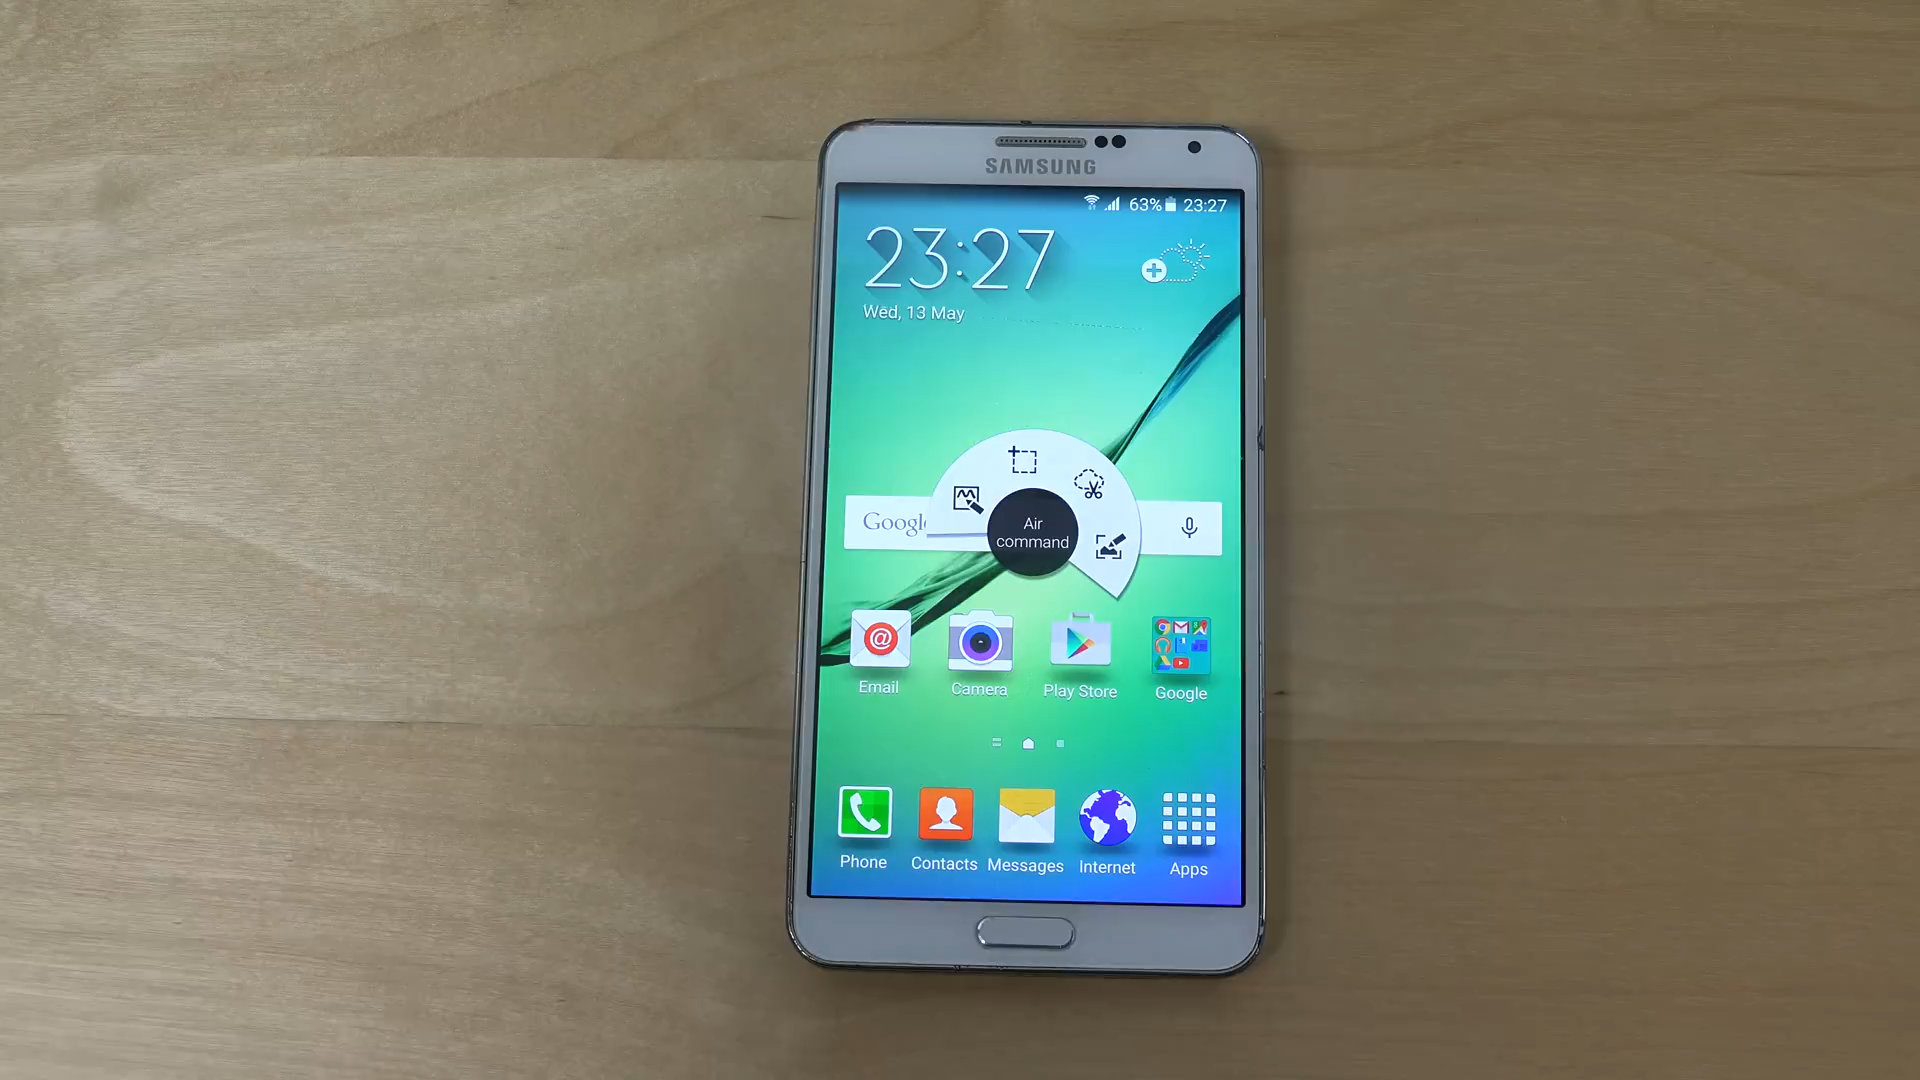 SAMSUNG
63% 23:27
23:27
Wed, 13 May
Google
Air
command
Email Camera Play Store Google
Phone Contacts Messages Internet Apps